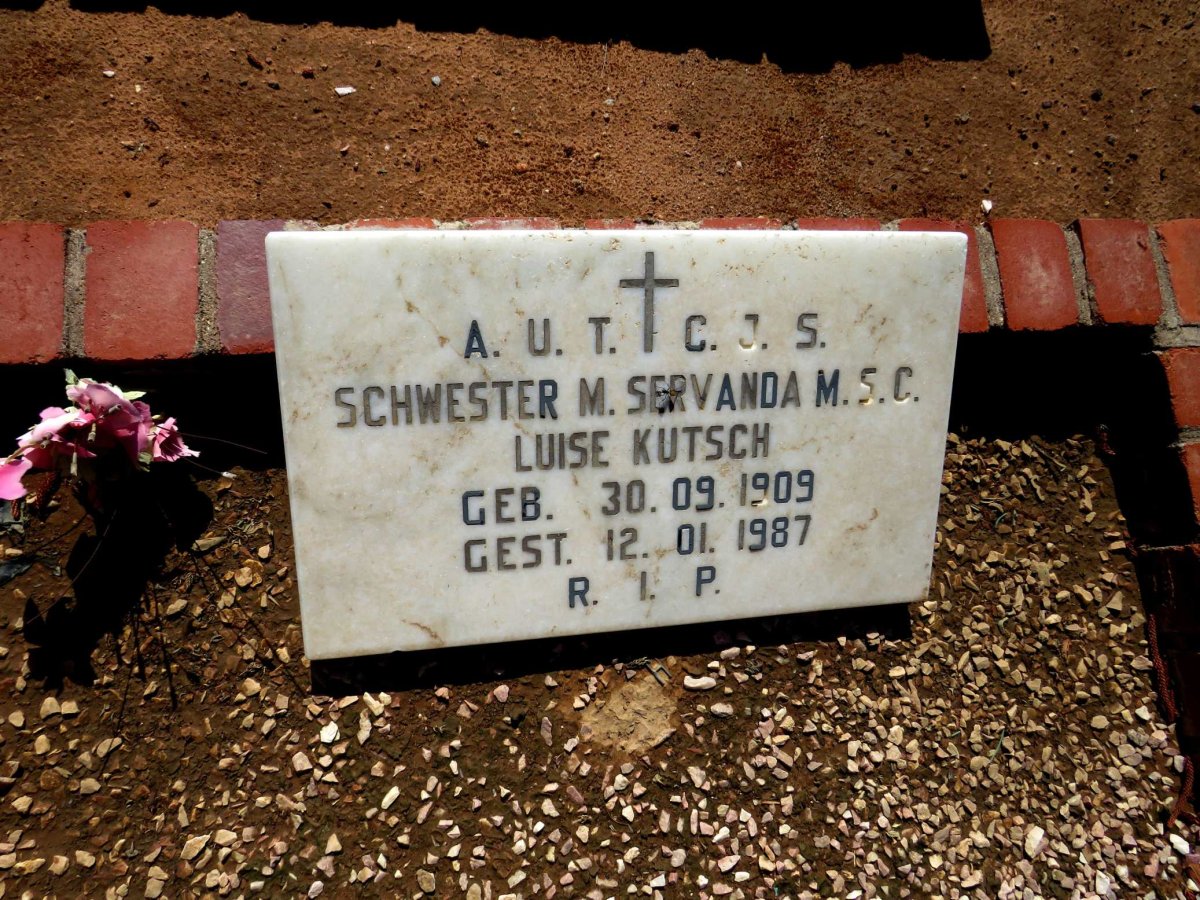 A. U. T. C. J. S.
SCHWESTER M. SERVANDA M.S.C.
LUISE KUTSCH
GEB. 30. 09. 1909
GEST. 12. 01. 1987
R. I. P.